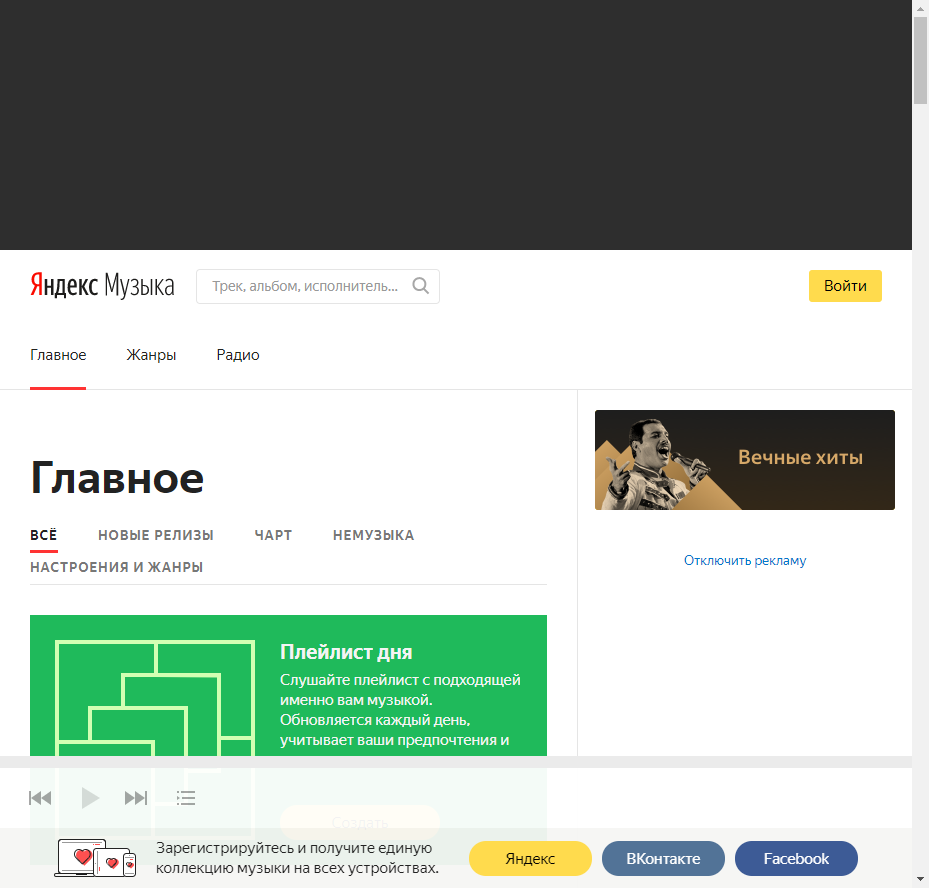 Яндекс Музыка
Трек, альбом, исполнитель...
Войти
Главное
Жанры
Радио
Вечные хиты
Отключить рекламу
Главное
ВСЁ
НОВЫЕ РЕЛИЗЫ
ЧАРТ
НЕМУЗЫКА
НАСТРОЕНИЯ И ЖАНРЫ
Плейлист дня
Слушайте плейлист с подходящей
именно вам музыкой.
Обновляется каждый день,
учитывает ваши предпочтения и
Создать
Зарегистрируйтесь и получите единую
коллекцию музыки на всех устройствах.
Яндекс
ВКонтакте
Facebook